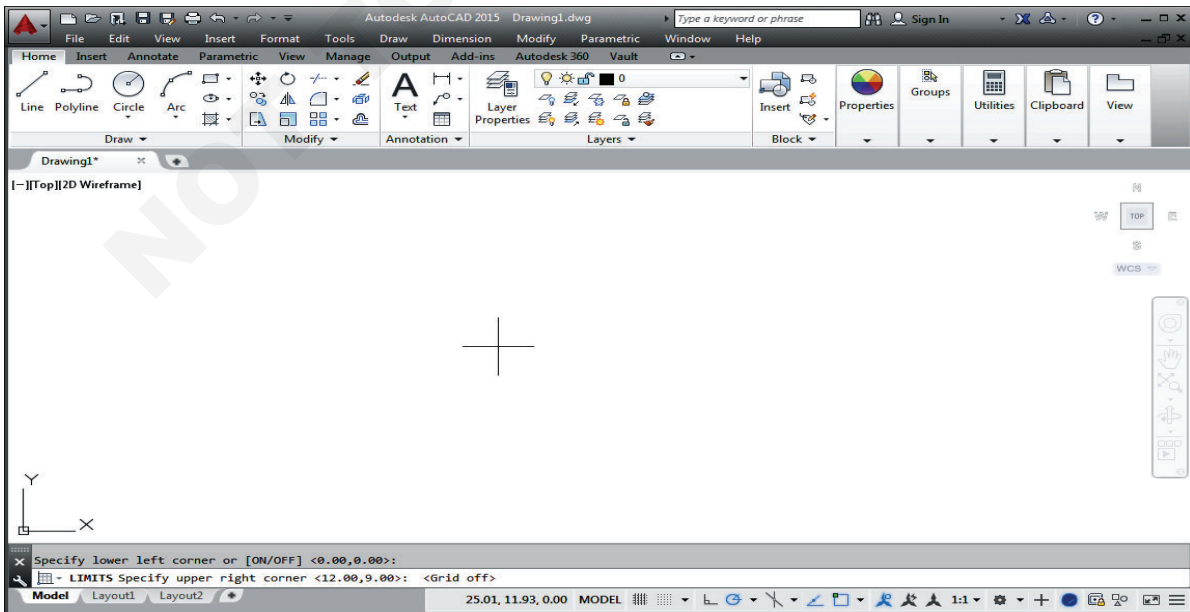 Autodesk AutoCAD 2015 Drawing1.dwg Type a keyword or phrase Sign In
File Edit View Insert Format Tools Draw Dimension Modify Parametric Window Help
Home Insert Annotate Parametric View Manage Output Add-ins Autodesk 360 Vault
0
Line Polyline Circle Arc Text Layer Properties Insert Properties Groups Utilities Clipboard View
Draw Modify Annotation Layers Block
Drawing1*
[−][Top][2D Wireframe]
N
W TOP E
S
WCS
Y
X
Specify lower left corner or [ON/OFF] <0.00,0.00>:
LIMITS Specify upper right corner <12.00,9.00>: <Grid off>
Model Layout1 Layout2 25.01, 11.93, 0.00 MODEL 1:1